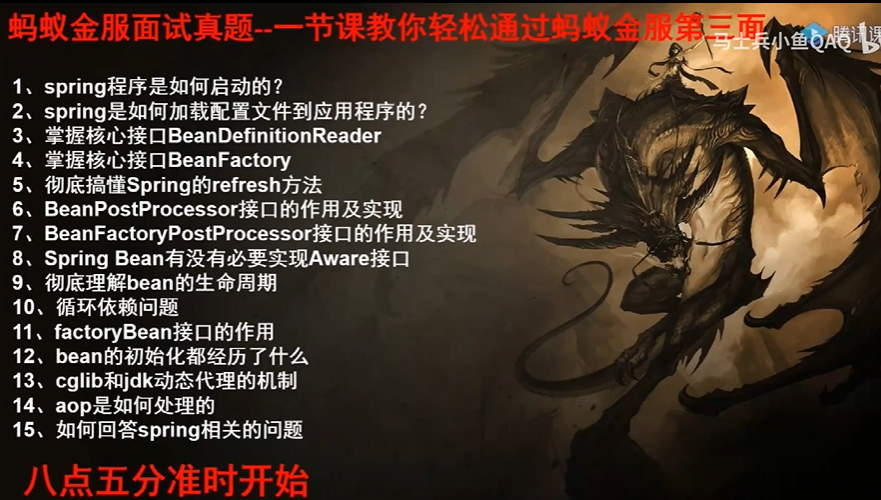 蚂蚁金服面试真题--一节课教你轻松通过蚂蚁金服第三面
马士兵小鱼QAQ
腾讯课
1、spring程序是如何启动的？
2、spring是如何加载配置文件到应用程序的？
3、掌握核心接口BeanDefinitionReader
4、掌握核心接口BeanFactory
5、彻底搞懂Spring的refresh方法
6、BeanPostProcessor接口的作用及实现
7、BeanFactoryPostProcessor接口的作用及实现
8、Spring Bean有没有必要实现Aware接口
9、彻底理解bean的生命周期
10、循环依赖问题
11、factoryBean接口的作用
12、bean的初始化都经历了什么
13、cglib和jdk动态代理的机制
14、aop是如何处理的
15、如何回答spring相关的问题
八点五分准时开始